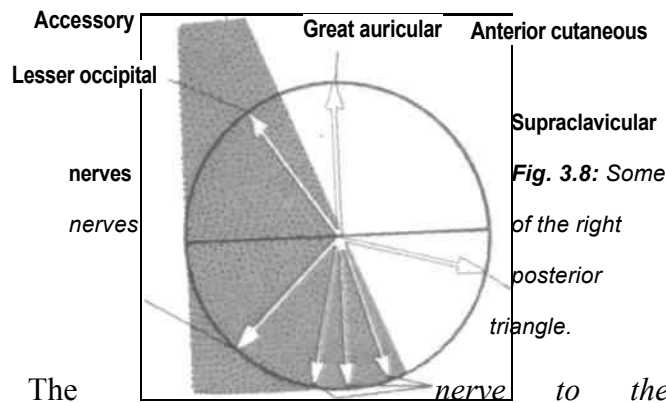 Accessory Great auricular Anterior cutaneous
Lesser occipital
Supraclavicular
nerves Fig. 3.8: Some
nerves of the right
posterior
triangle.
The nerve to the